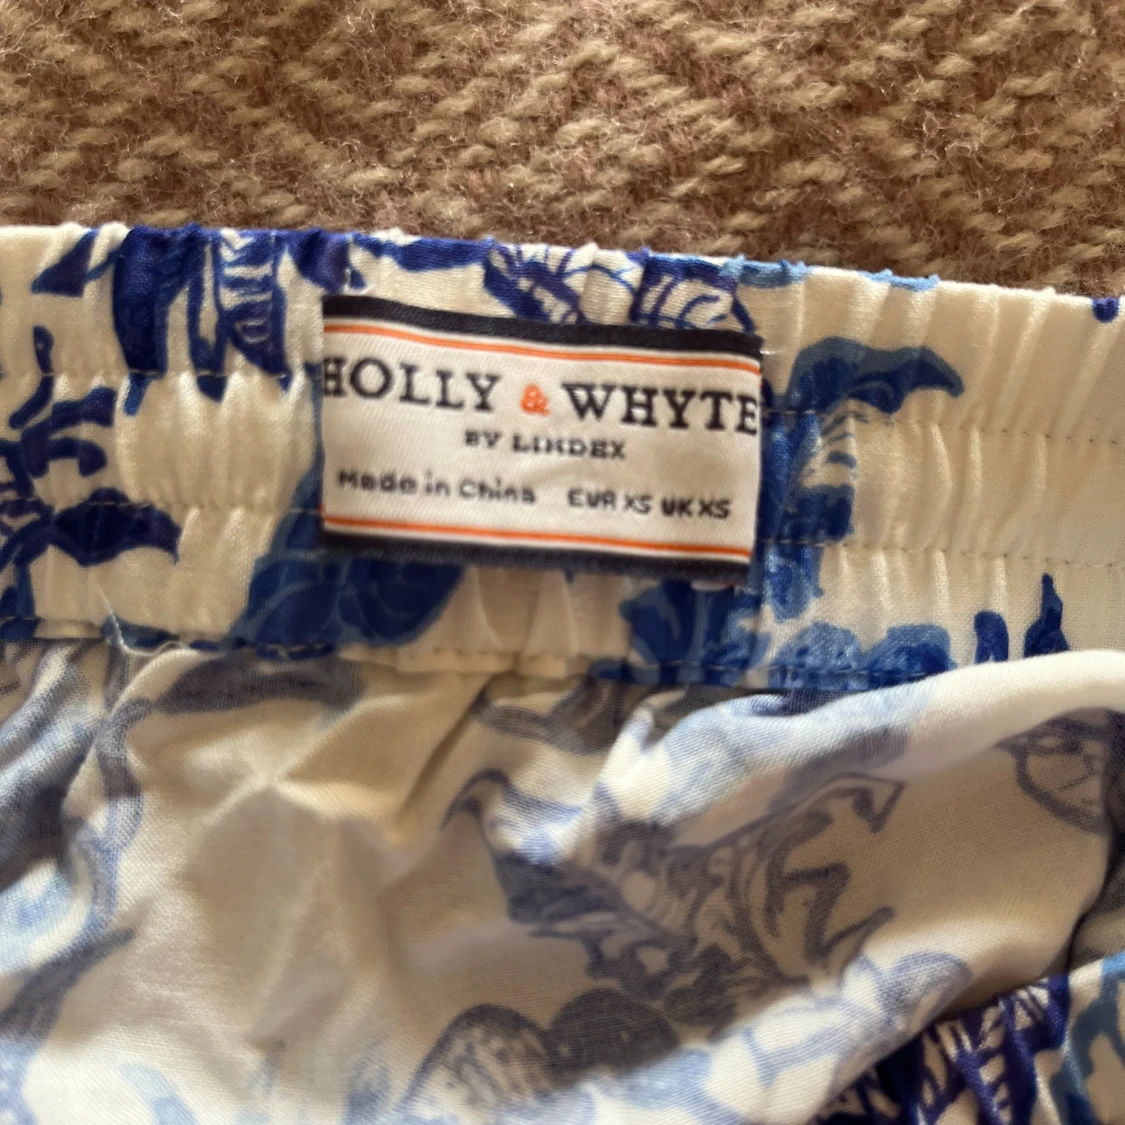 HOLLY & WHYTE
BY LINDEX
Made in China EUR XS UK XS